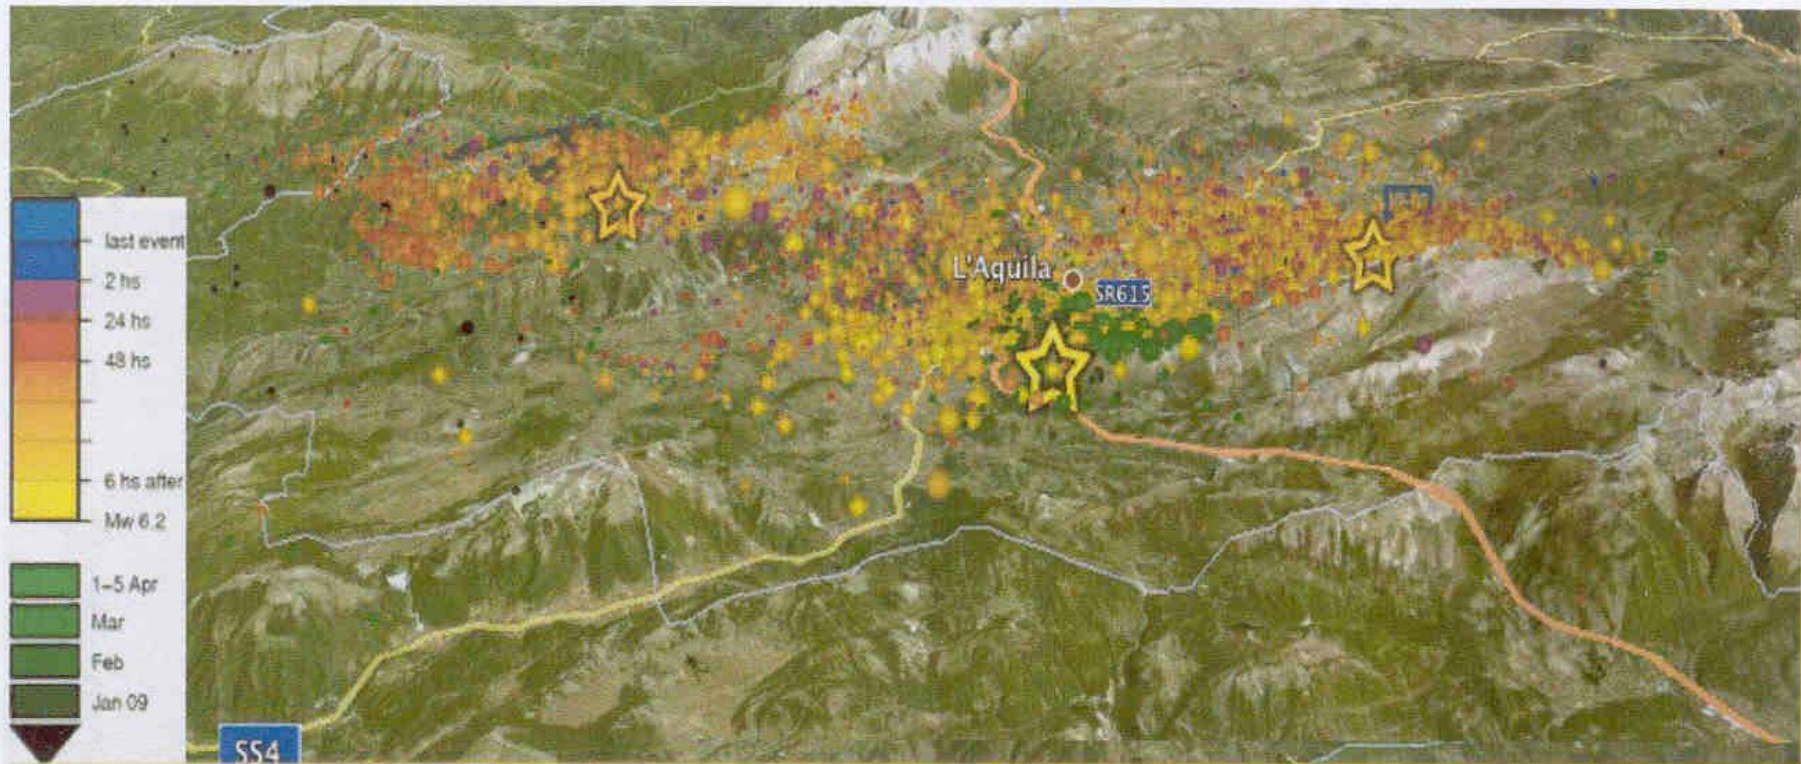 last event
2 hs
24 hs
48 hs
6 hs after
Mw 6.2
1-5 Apr
Mar
Feb
Jan 09
L'Aquila
SR615
SS4